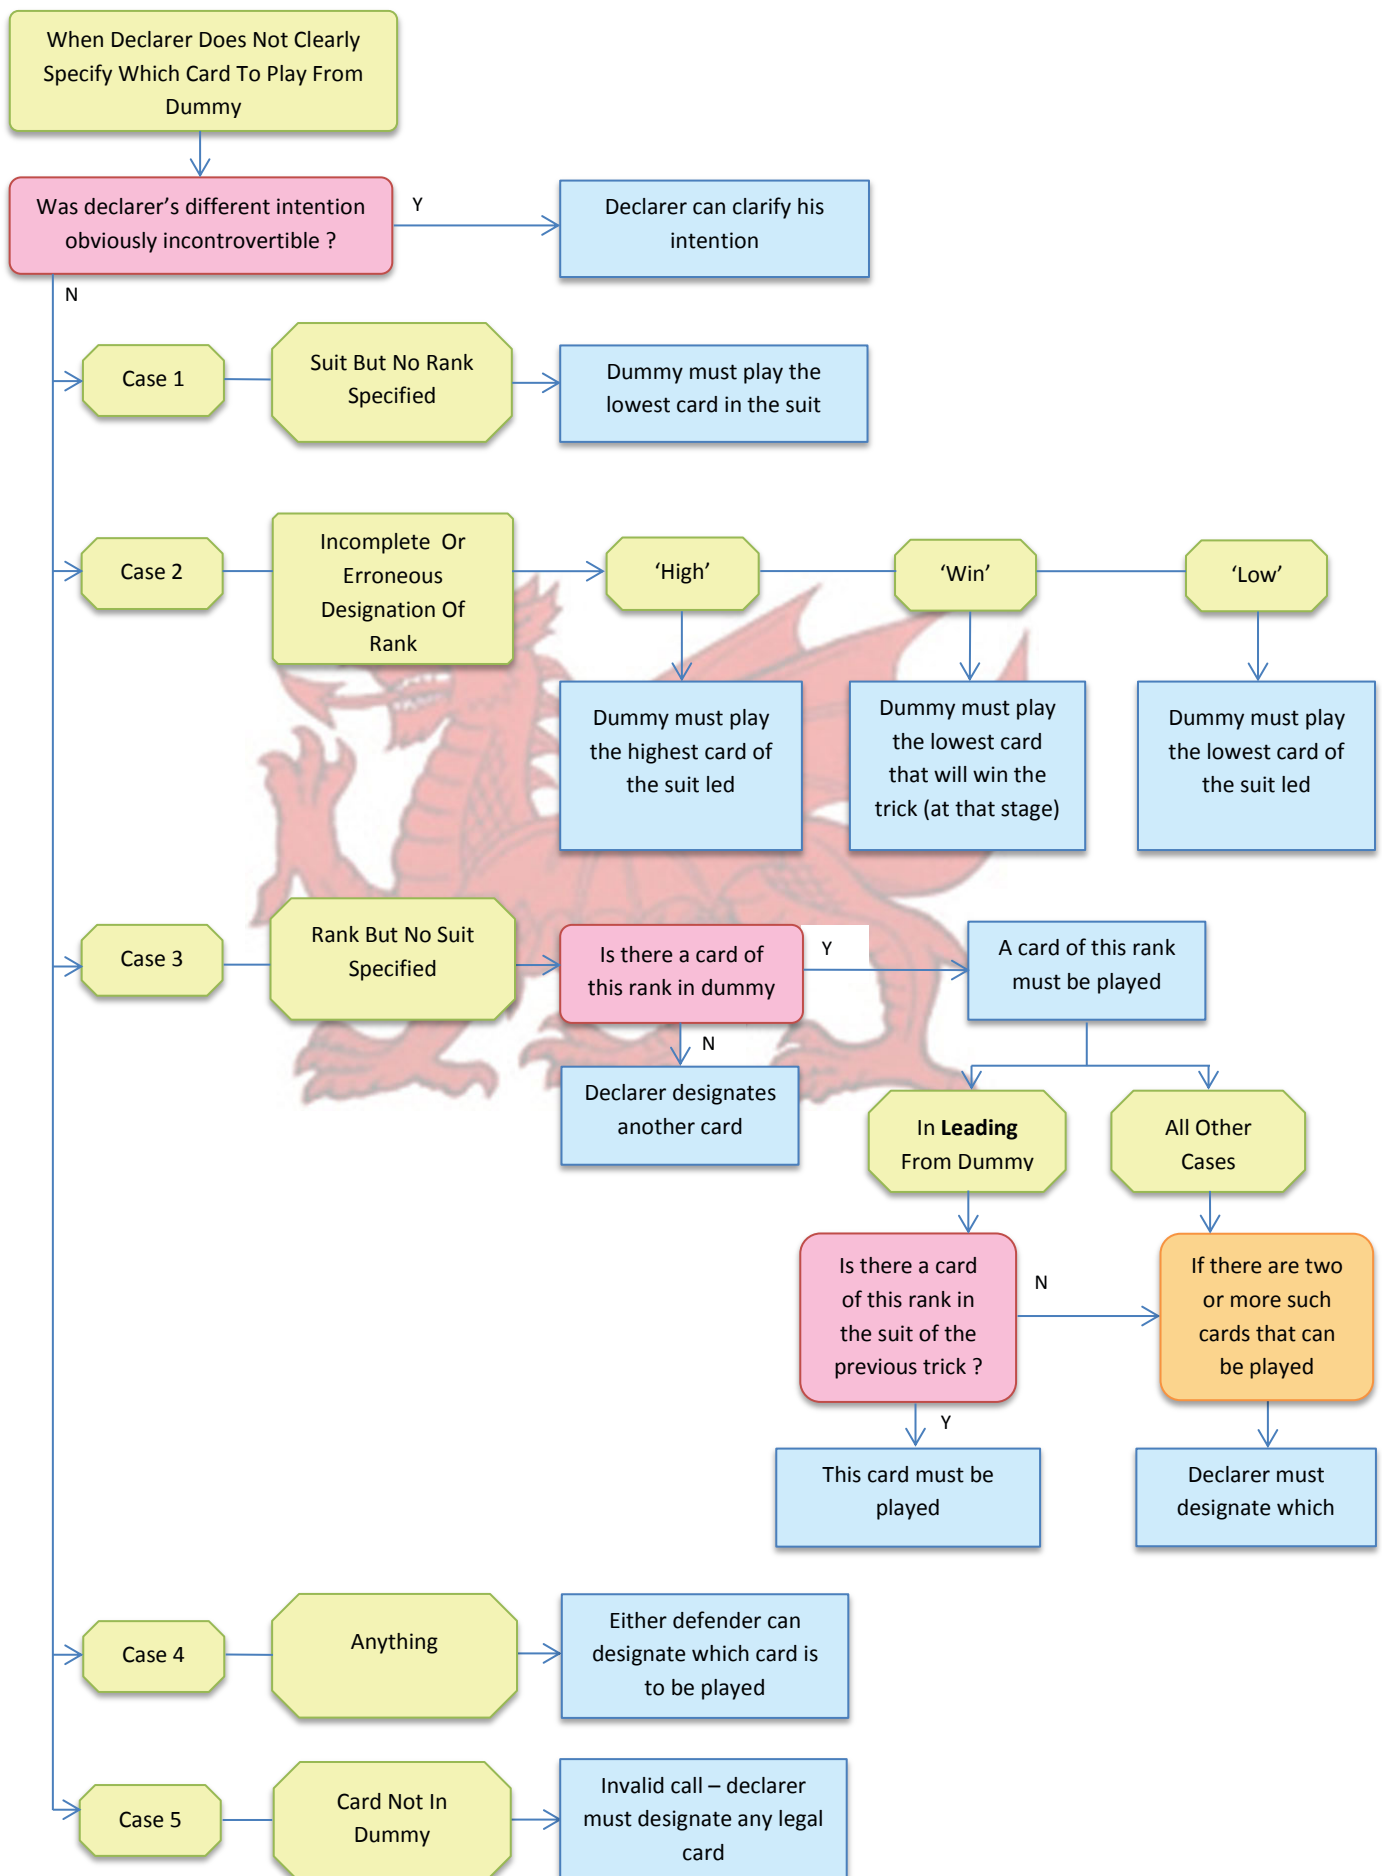 When Declarer Does Not Clearly
Specify Which Card To Play From
Dummy
Was declarer’s different intention
obviously incontrovertible ?
Y
Declarer can clarify his
intention
N
Case 1
Suit But No Rank
Specified
Dummy must play the
lowest card in the suit
Case 2
Incomplete Or
Erroneous
Designation Of
Rank
‘High’
‘Win’
‘Low’
Dummy must play
the highest card of
the suit led
Dummy must play
the lowest card
that will win the
trick (at that stage)
Dummy must play
the lowest card of
the suit led
Case 3
Rank But No Suit
Specified
Is there a card of
this rank in dummy
Y
A card of this rank
must be played
N
Declarer designates
another card
In Leading
From Dummy
All Other
Cases
Is there a card
of this rank in
the suit of the
previous trick ?
N
If there are two
or more such
cards that can
be played
Y
This card must be
played
Declarer must
designate which
Case 4
Anything
Either defender can
designate which card is
to be played
Case 5
Card Not In
Dummy
Invalid call – declarer
must designate any legal
card